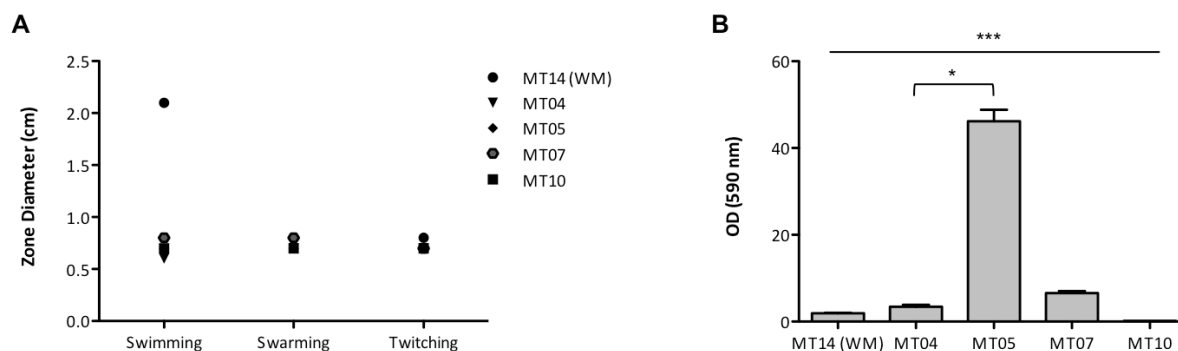 A
Zone Diameter (cm)
2.5
2.0
1.5
1.0
0.5
0.0
Swimming
Swarming
Twitching
MT14 (WM)
MT04
MT05
MT07
MT10
B
***
*
OD (590 nm)
60
40
20
0
MT14 (WM)
MT04
MT05
MT07
MT10